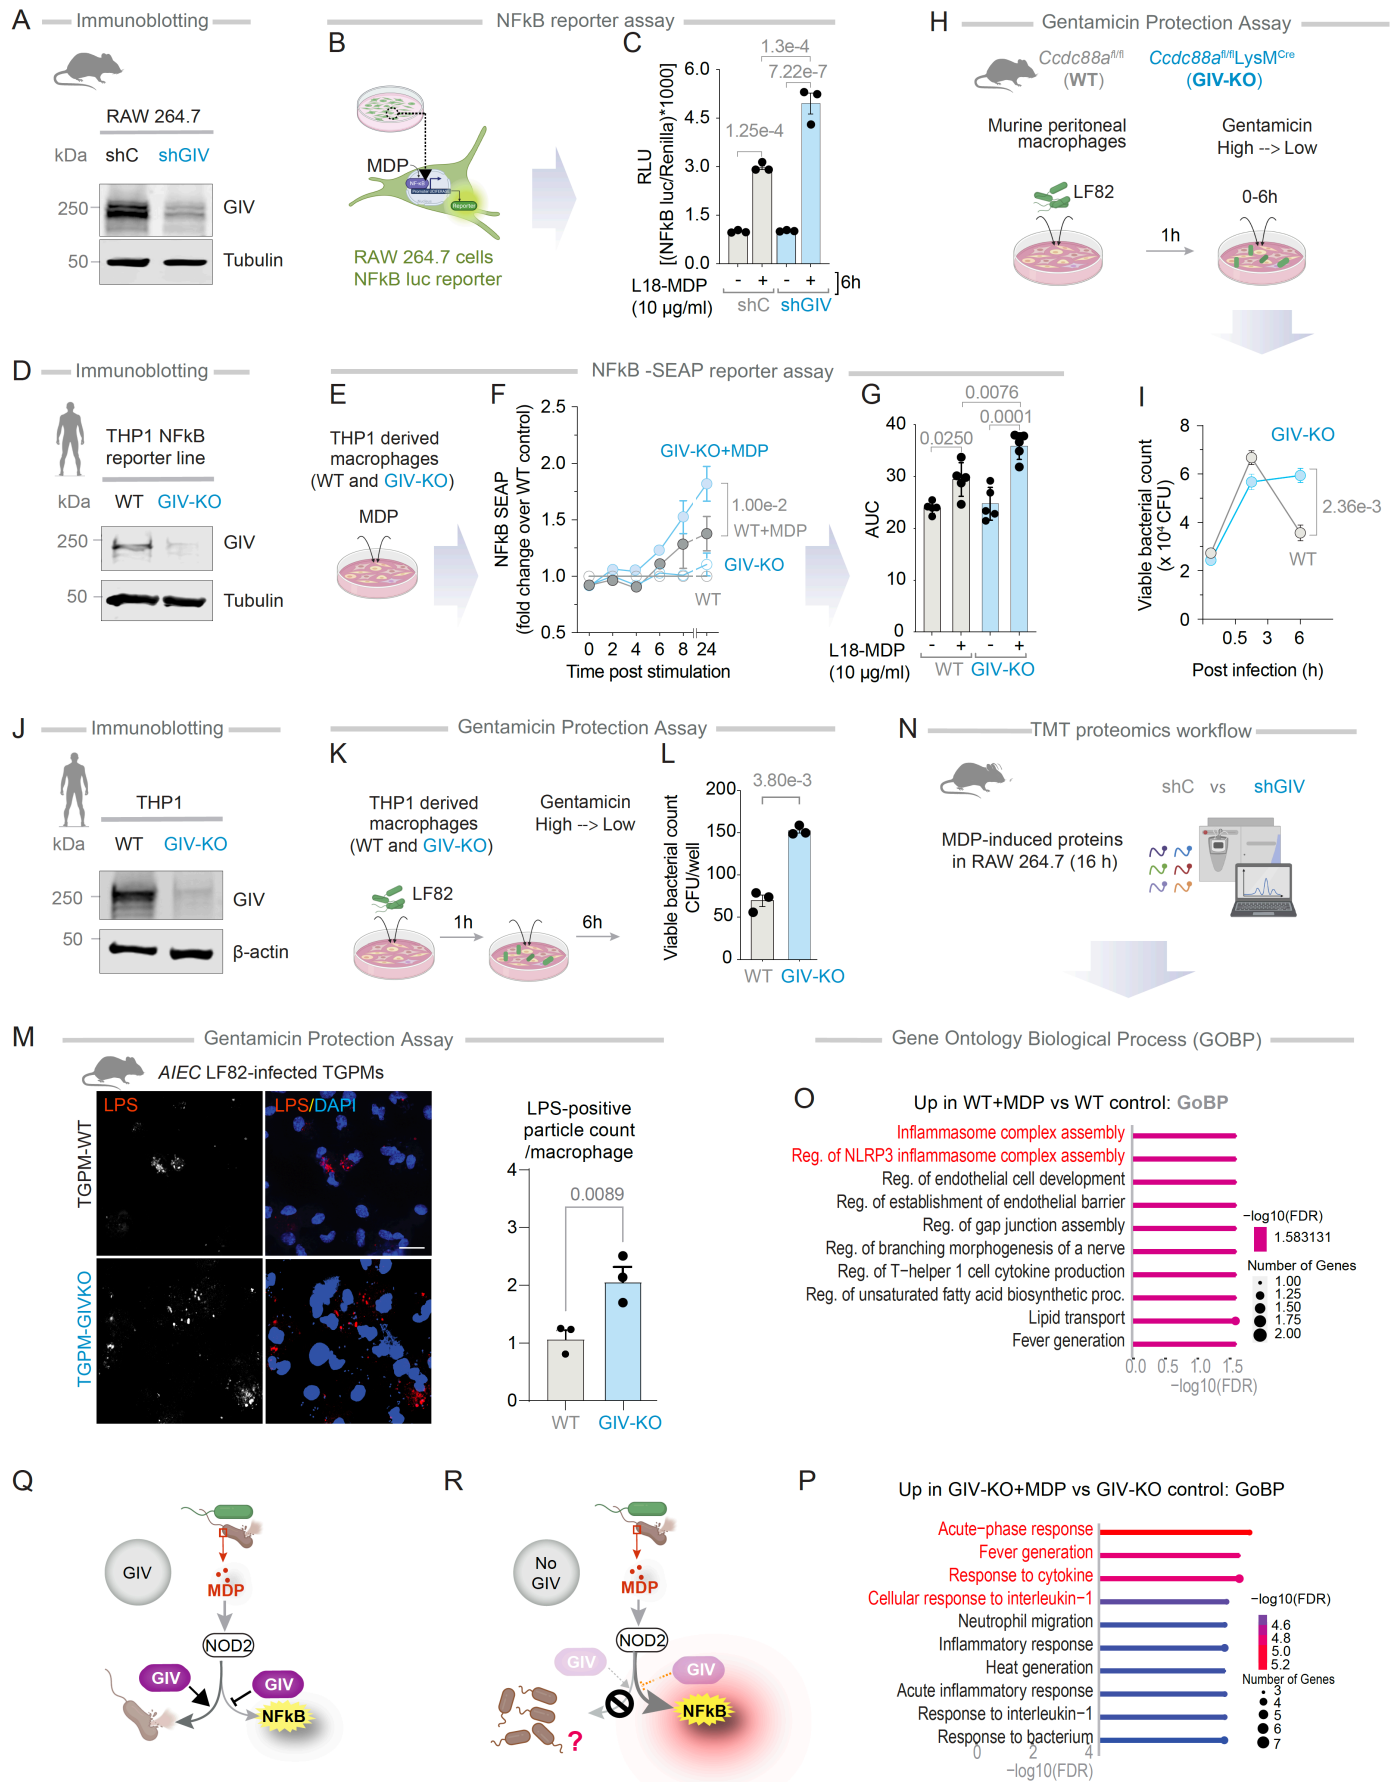 A
Immunoblotting
RAW 264.7
kDa
shC
shGIV
250
GIV
50
Tubulin
NFkB reporter assay
B
MDP
NF-κB
Reporter
RAW 264.7 cells
NFkB luc reporter
C
RLU
[(NFkB luc/Renilla)*1000]
6.0
4.5
3.0
1.5
0.0
1.3e-4
7.22e-7
1.25e-4
L18-MDP
(10 µg/ml)
- + - +
]6h
shC
shGIV
H
Gentamicin Protection Assay
Ccdc88afl/fl
(WT)
Ccdc88afl/flLysMCre
(GIV-KO)
Murine peritoneal
macrophages
Gentamicin
High --> Low
LF82
1h
0-6h
D
Immunoblotting
THP1 NFkB
reporter line
kDa
WT
GIV-KO
250
GIV
50
Tubulin
NFkB -SEAP reporter assay
E
THP1 derived
macrophages
(WT and GIV-KO)
MDP
F
NFkB SEAP
(fold change over WT control)
2.5
2.0
1.5
1.0
0.5
GIV-KO+MDP
1.00e-2
WT+MDP
GIV-KO
WT
0 2 4 6 8 24
Time post stimulation
G
AUC
40
30
20
10
0
0.0076
0.0001
0.0250
L18-MDP
(10 µg/ml)
- + - +
WT
GIV-KO
I
Viable bacterial count
(x 10⁴ CFU)
8
6
4
2
0
GIV-KO
2.36e-3
WT
0.5 3 6
Post infection (h)
J
Immunoblotting
THP1
kDa
WT
GIV-KO
250
GIV
50
β-actin
Gentamicin Protection Assay
K
THP1 derived
macrophages
(WT and GIV-KO)
Gentamicin
High --> Low
LF82
1h
6h
L
Viable bacterial count
CFU/well
200
150
100
50
0
3.80e-3
WT
GIV-KO
N
TMT proteomics workflow
shC vs shGIV
MDP-induced proteins
in RAW 264.7 (16 h)
M
Gentamicin Protection Assay
AIEC LF82-infected TGPMs
LPS
LPS/DAPI
TGPM-WT
TGPM-GIVKO
LPS-positive
particle count
/macrophage
4
3
2
1
0
0.0089
WT
GIV-KO
Gene Ontology Biological Process (GOBP)
O
Up in WT+MDP vs WT control: GoBP
Inflammasome complex assembly
Reg. of NLRP3 inflammasome complex assembly
Reg. of endothelial cell development
Reg. of establishment of endothelial barrier
Reg. of gap junction assembly
Reg. of branching morphogenesis of a nerve
Reg. of T−helper 1 cell cytokine production
Reg. of unsaturated fatty acid biosynthetic proc.
Lipid transport
Fever generation
0.0 0.5 1.0 1.5
−log10(FDR)
−log10(FDR)
1.583131
Number of Genes
1.00
1.25
1.50
1.75
2.00
Q
GIV
MDP
NOD2
GIV
GIV
NFkB
R
No
GIV
MDP
NOD2
GIV
GIV
NFkB
?
P
Up in GIV-KO+MDP vs GIV-KO control: GoBP
Acute−phase response
Fever generation
Response to cytokine
Cellular response to interleukin−1
Neutrophil migration
Inflammatory response
Heat generation
Acute inflammatory response
Response to interleukin−1
Response to bacterium
0 2 4
−log10(FDR)
−log10(FDR)
4.6
4.8
5.0
5.2
Number of Genes
3
4
5
6
7